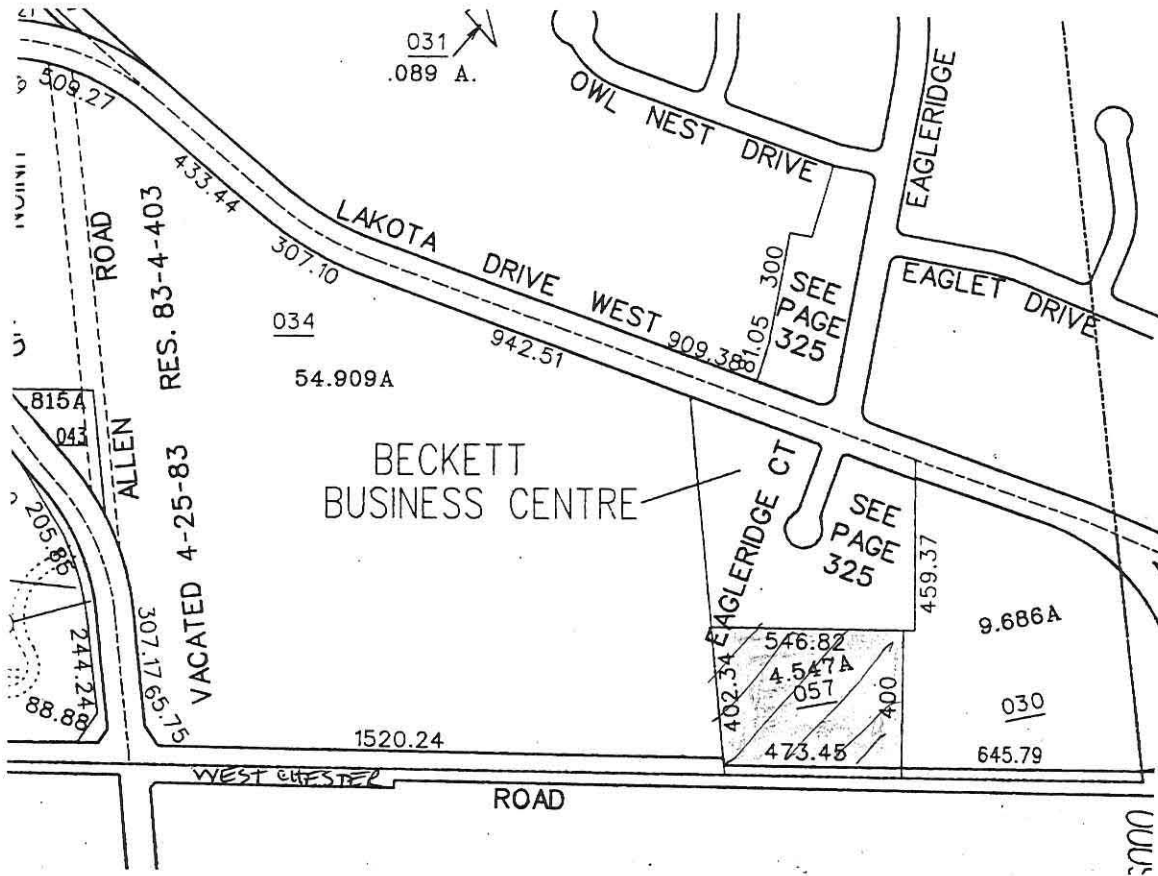 031
.089 A.
509.27
433.44
307.10
LAKOTA DRIVE WEST
942.51
909.38
OWL NEST DRIVE
EAGLERIDGE
EAGLET DRIVE
300
81.05
SEE
PAGE
325
ROAD
ALLEN
RES. 83-4-403
VACATED 4-25-83
034
54.909A
.815A
043
BECKETT
BUSINESS CENTRE
EAGLERIDGE CT
SEE
PAGE
325
459.37
205.85
307.17
65.75
244.24
88.88
546.82
4.547A
057
402.34
400
473.45
9.686A
030
645.79
1520.24
WEST CHESTER
ROAD